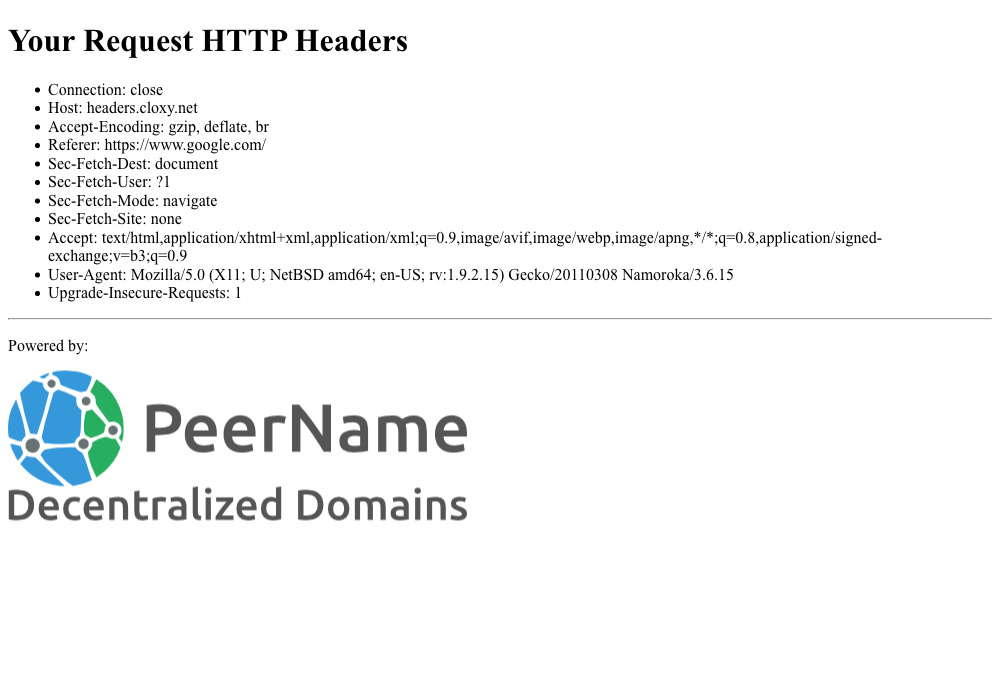 Your Request HTTP Headers
Connection: close
Host: headers.cloxy.net
Accept-Encoding: gzip, deflate, br
Referer: https://www.google.com/
Sec-Fetch-Dest: document
Sec-Fetch-User: ?1
Sec-Fetch-Mode: navigate
Sec-Fetch-Site: none
Accept: text/html,application/xhtml+xml,application/xml;q=0.9,image/avif,image/webp,image/apng,*/*;q=0.8,application/signed-
exchange;v=b3;q=0.9
User-Agent: Mozilla/5.0 (X11; U; NetBSD amd64; en-US; rv:1.9.2.15) Gecko/20110308 Namoroka/3.6.15
Upgrade-Insecure-Requests: 1
Powered by:
PeerName
Decentralized Domains